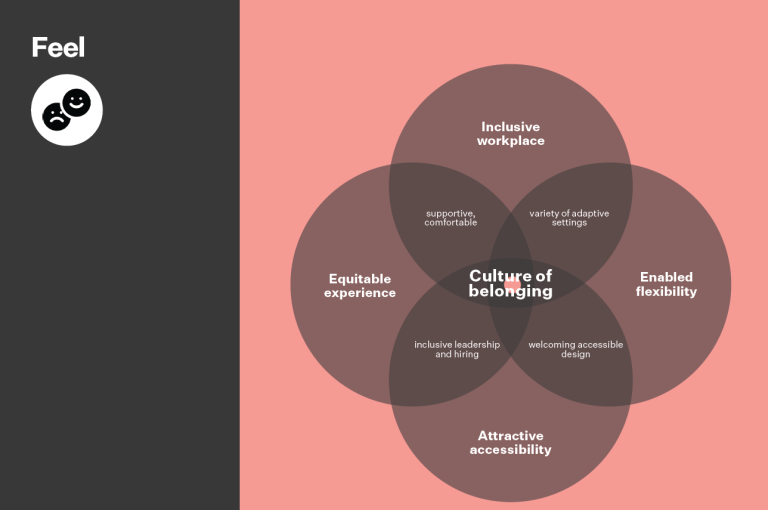 Feel
Inclusive
workplace
supportive,
comfortable
variety of adaptive
settings
Equitable
experience
Culture of
belonging
Enabled
flexibility
inclusive leadership
and hiring
welcoming accessible
design
Attractive
accessibility